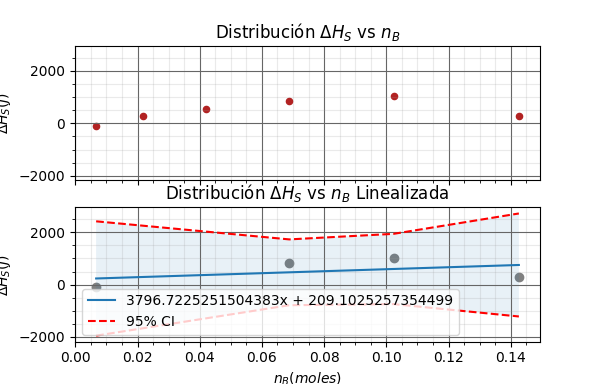 Distribución ΔH_S vs n_B
2000
0
−2000
ΔH_S(J)
Distribución ΔH_S vs n_B Linealizada
2000
0
−2000
ΔH_S(J)
3796.7225251504383x + 209.1025257354499
95% CI
0.00 0.02 0.04 0.06 0.08 0.10 0.12 0.14
n_B(moles)